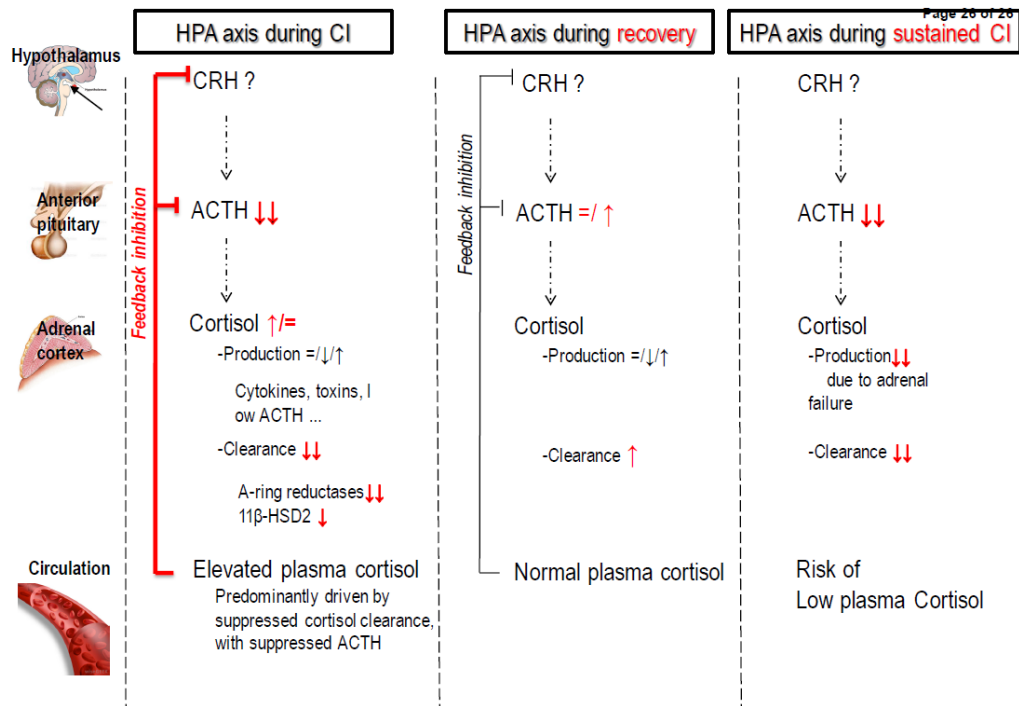 Page 26 of 26
HPA axis during CI
HPA axis during recovery
HPA axis during sustained CI
Hypothalamus
Anterior
pituitary
Adrenal
cortex
Circulation
Feedback inhibition
CRH ?
ACTH ↓↓
Cortisol ↑/=
-Production =/↓/↑
Cytokines, toxins, l
ow ACTH ...
-Clearance ↓↓
A-ring reductases ↓↓
11β-HSD2 ↓
Elevated plasma cortisol
Predominantly driven by
suppressed cortisol clearance,
with suppressed ACTH
Feedback inhibition
CRH ?
ACTH =/ ↑
Cortisol
-Production =/↓/↑
-Clearance ↑
Normal plasma cortisol
CRH ?
ACTH ↓↓
Cortisol
-Production↓↓
due to adrenal
failure
-Clearance ↓↓
Risk of
Low plasma Cortisol